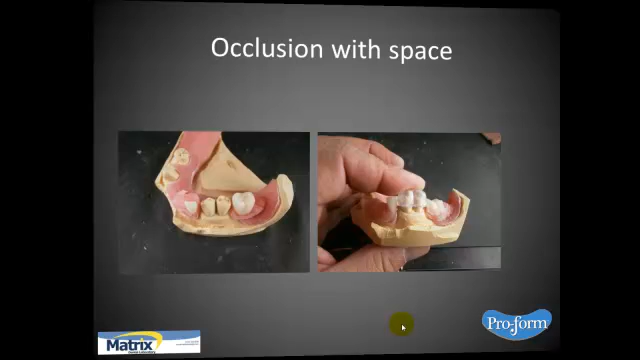 Occlusion with space
Matrix
Pro-form